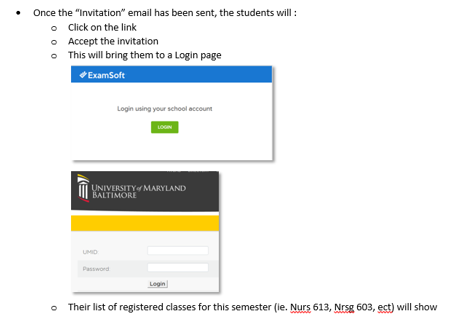 • Once the "Invitation" email has been sent, the students will :
o Click on the link
o Accept the invitation
o This will bring them to a Login page
ExamSoft
Login using your school account
LOGIN
UNIVERSITY of MARYLAND
BALTIMORE
UMID
Password
Login
o Their list of registered classes for this semester (ie. Nurs 613, Nrsg 603, ect) will show